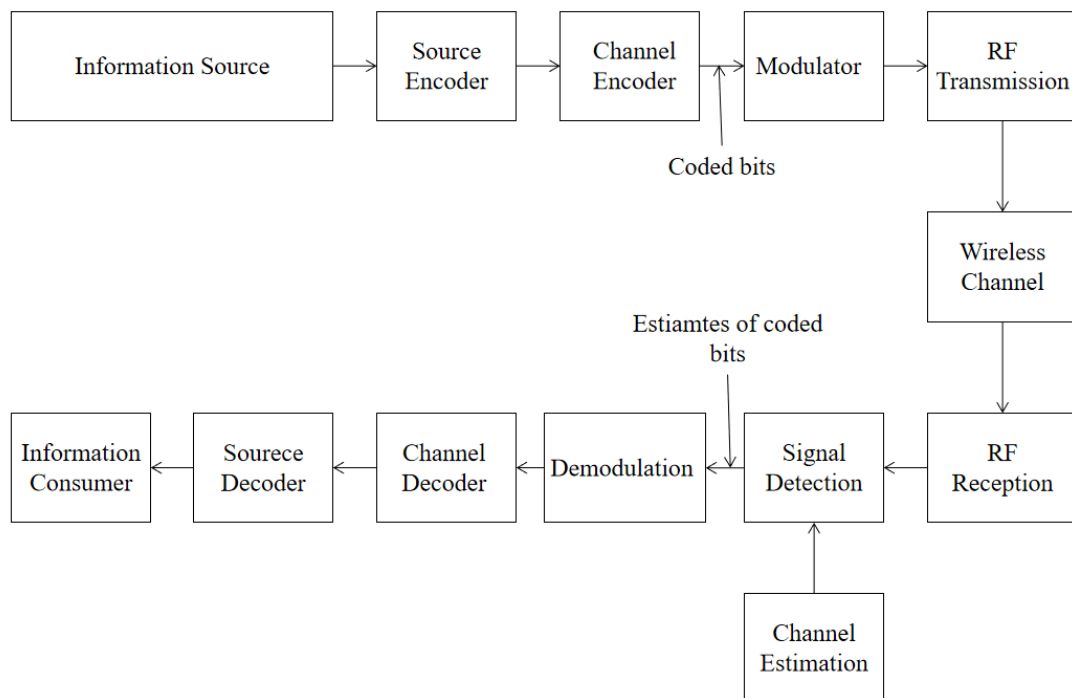 Information Source
Source
Encoder
Channel
Encoder
Modulator
RF
Transmission
Coded bits
Wireless
Channel
Estiamtes of coded
bits
Information
Consumer
Sourece
Decoder
Channel
Decoder
Demodulation
Signal
Detection
RF
Reception
Channel
Estimation